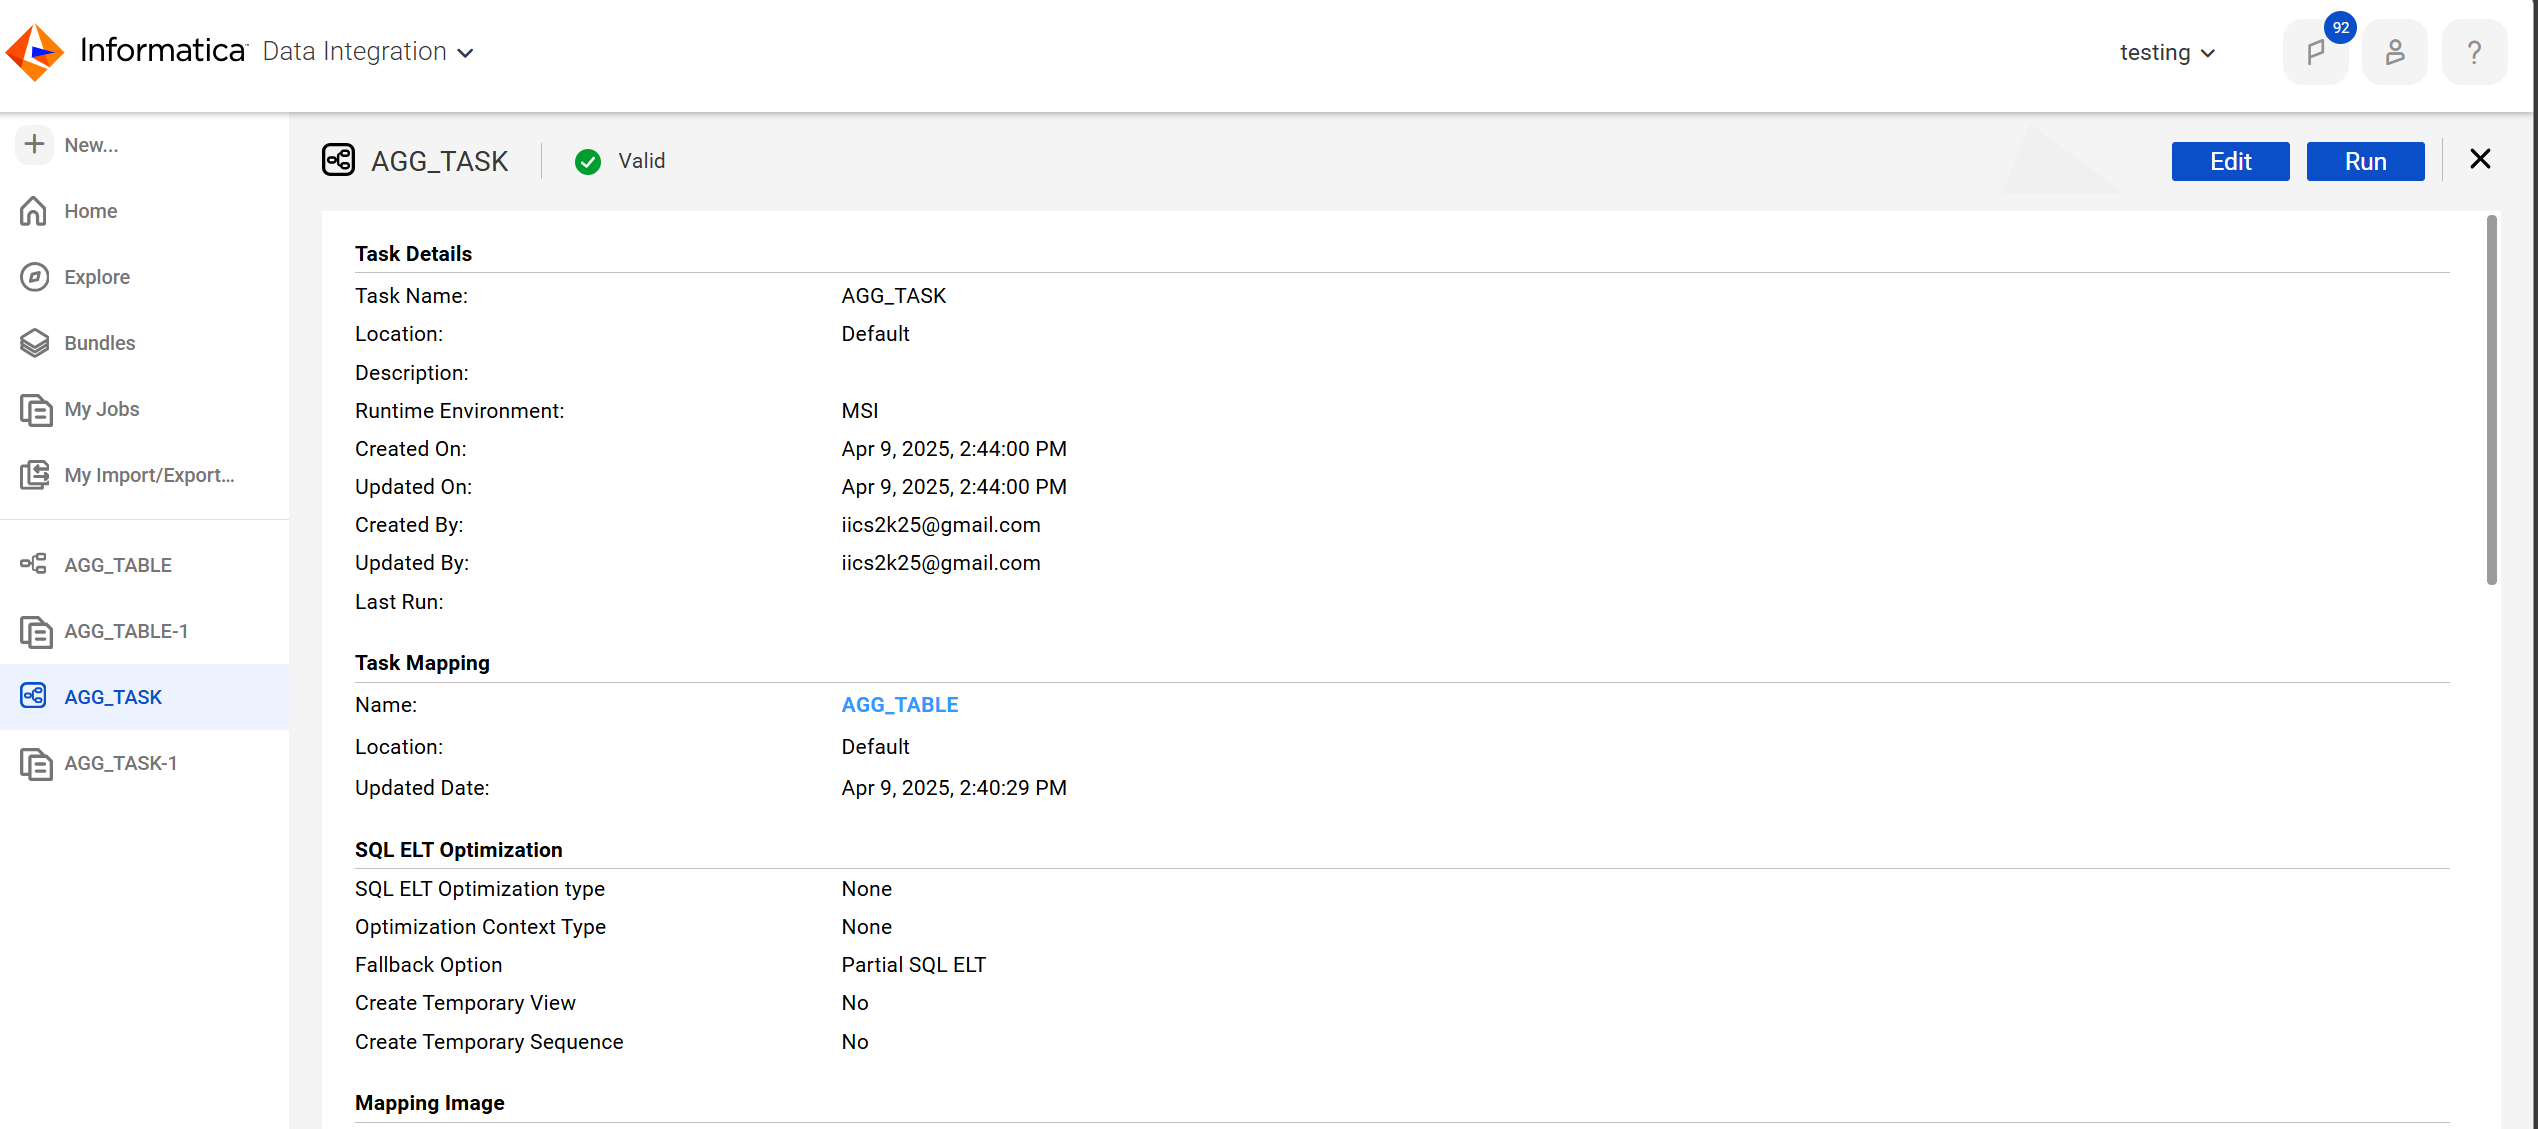 Informatica Data Integration testing 92 ?
New...
Home
Explore
Bundles
My Jobs
My Import/Export...
AGG_TABLE
AGG_TABLE-1
AGG_TASK
AGG_TASK-1
AGG_TASK Valid Edit Run
Task Details
Task Name: AGG_TASK
Location: Default
Description:
Runtime Environment: MSI
Created On: Apr 9, 2025, 2:44:00 PM
Updated On: Apr 9, 2025, 2:44:00 PM
Created By: iics2k25@gmail.com
Updated By: iics2k25@gmail.com
Last Run:
Task Mapping
Name: AGG_TABLE
Location: Default
Updated Date: Apr 9, 2025, 2:40:29 PM
SQL ELT Optimization
SQL ELT Optimization type None
Optimization Context Type None
Fallback Option Partial SQL ELT
Create Temporary View No
Create Temporary Sequence No
Mapping Image